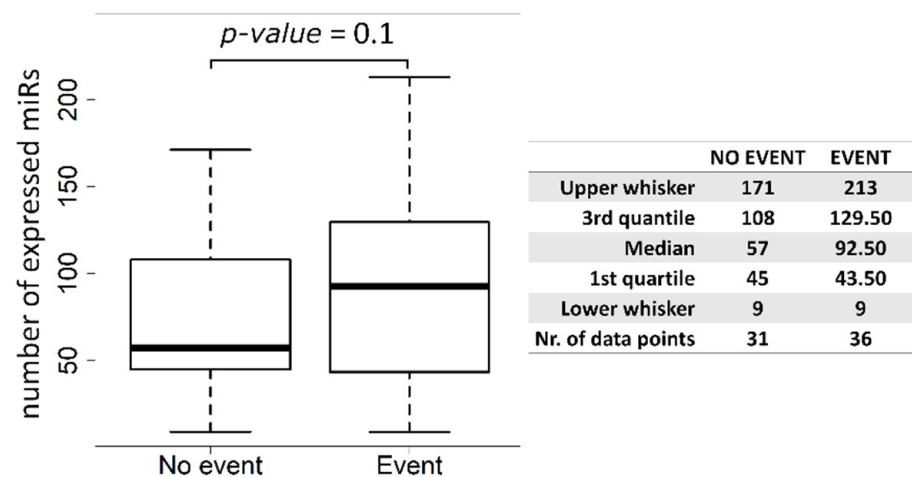 p-value = 0.1
number of expressed miRs
200
150
100
50
No event
Event
NO EVENT EVENT
Upper whisker 171 213
3rd quantile 108 129.50
Median 57 92.50
1st quartile 45 43.50
Lower whisker 9 9
Nr. of data points 31 36